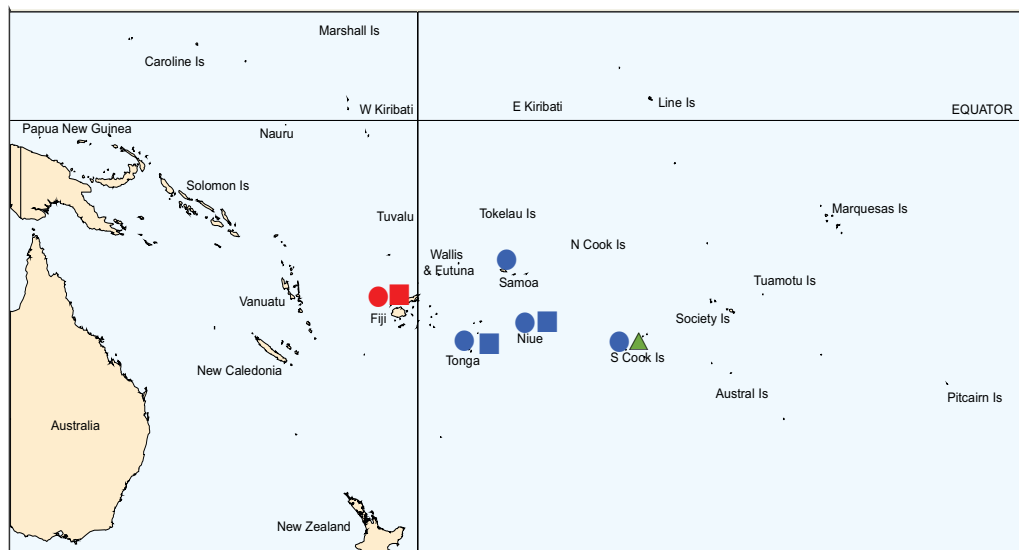 Marshall Is
Caroline Is
W Kiribati
E Kiribati
Line Is
EQUATOR
Papua New Guinea
Nauru
Solomon Is
Tuvalu
Tokelau Is
Marquesas Is
N Cook Is
Wallis
& Eutuna
Samoa
Tuamotu Is
Vanuatu
Fiji
Society Is
Niue
Tonga
S Cook Is
New Caledonia
Austral Is
Pitcairn Is
Australia
New Zealand